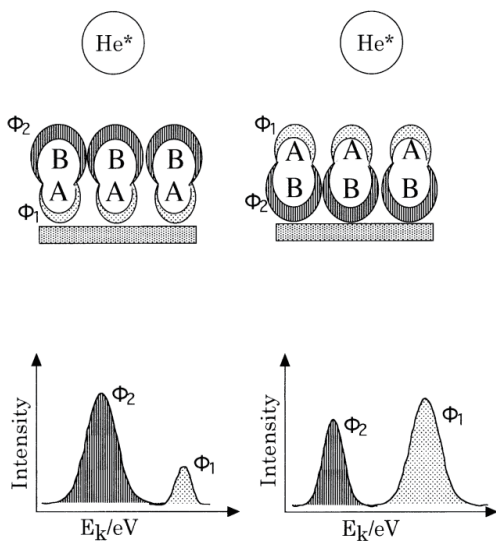 He* He*
Φ2 Φ1
B B B A A A
A A A B B B
Φ1 Φ2
Φ2 Φ1
Φ1 Φ2
Intensity Intensity
Ek/eV Ek/eV